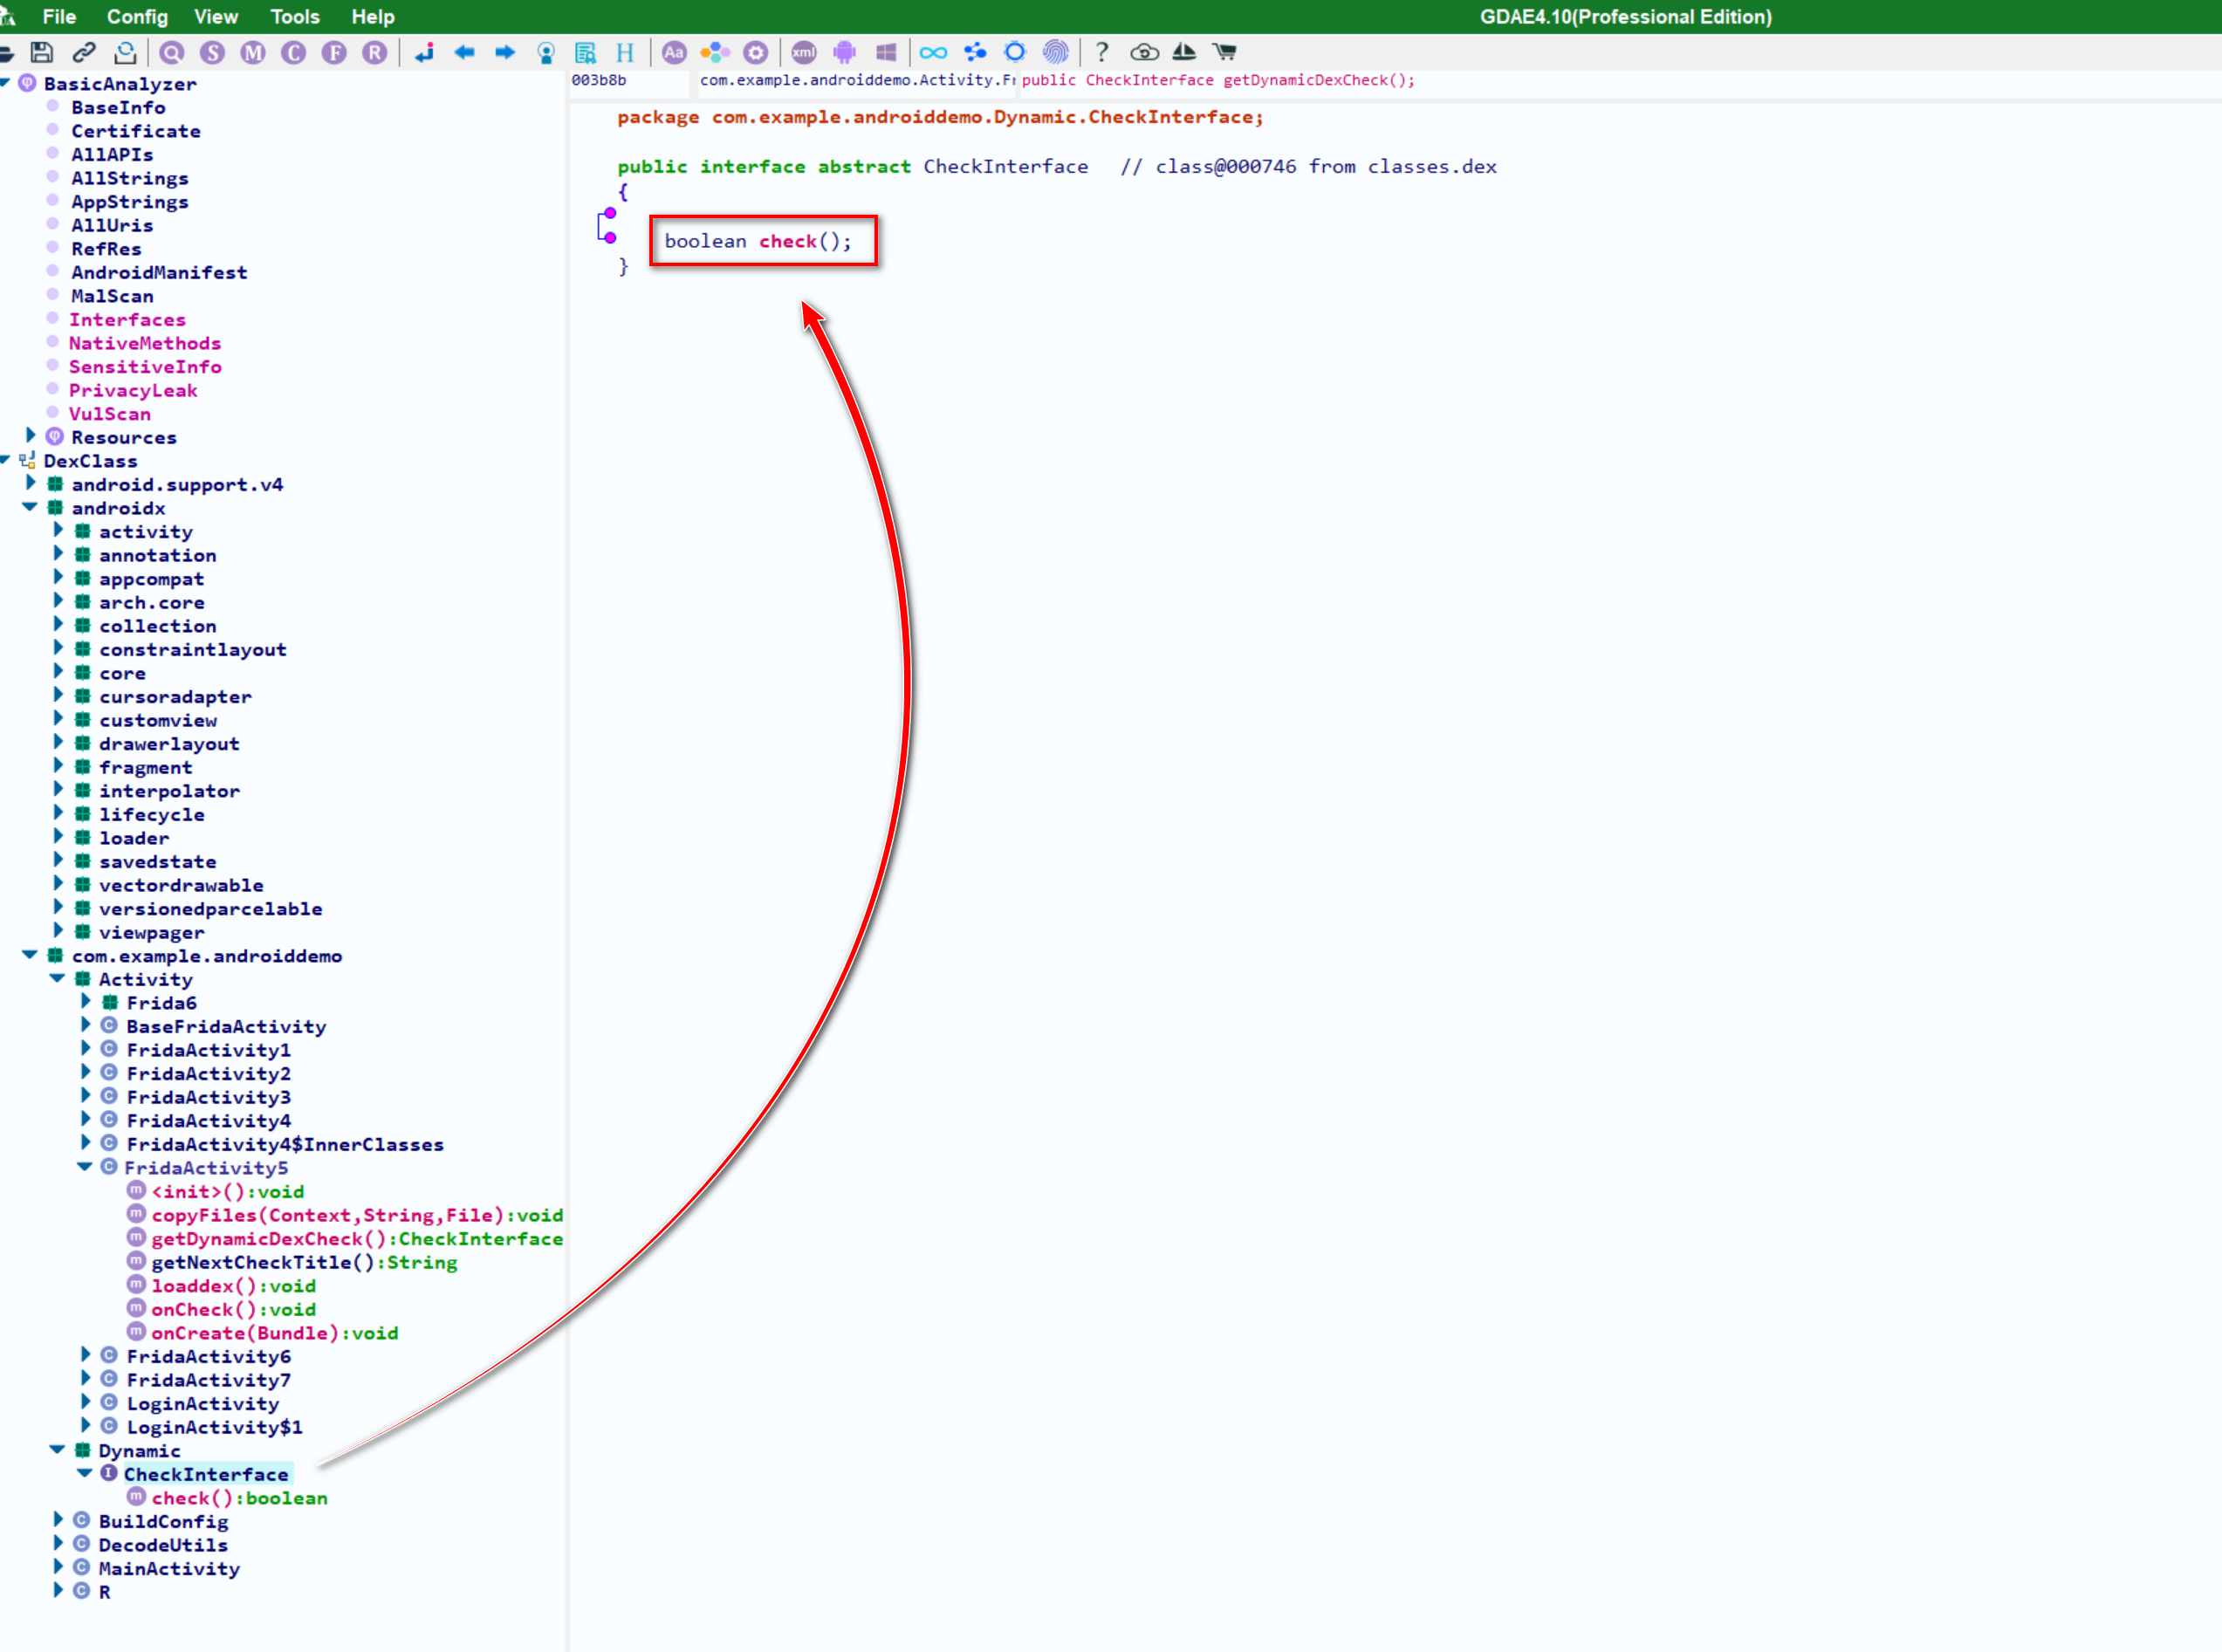 File Config View Tools Help GDAE4.10(Professional Edition)
Q S M C F R H Aa xml ?
BasicAnalyzer
BaseInfo
Certificate
AllAPIs
AllStrings
AppStrings
AllUris
RefRes
AndroidManifest
MalScan
Interfaces
NativeMethods
SensitiveInfo
PrivacyLeak
VulScan
Resources
DexClass
android.support.v4
androidx
activity
annotation
appcompat
arch.core
collection
constraintlayout
core
cursoradapter
customview
drawerlayout
fragment
interpolator
lifecycle
loader
savedstate
vectordrawable
versionedparcelable
viewpager
com.example.androiddemo
Activity
Frida6
BaseFridaActivity
FridaActivity1
FridaActivity2
FridaActivity3
FridaActivity4
FridaActivity4$InnerClasses
FridaActivity5
<init>():void
copyFiles(Context,String,File):void
getDynamicDexCheck():CheckInterface
getNextCheckTitle():String
loaddex():void
onCheck():void
onCreate(Bundle):void
FridaActivity6
FridaActivity7
LoginActivity
LoginActivity$1
Dynamic
CheckInterface
check():boolean
BuildConfig
DecodeUtils
MainActivity
R
003b8b com.example.androiddemo.Activity.Fr public CheckInterface getDynamicDexCheck();
package com.example.androiddemo.Dynamic.CheckInterface;
public interface abstract CheckInterface // class@000746 from classes.dex
{
boolean check();
}